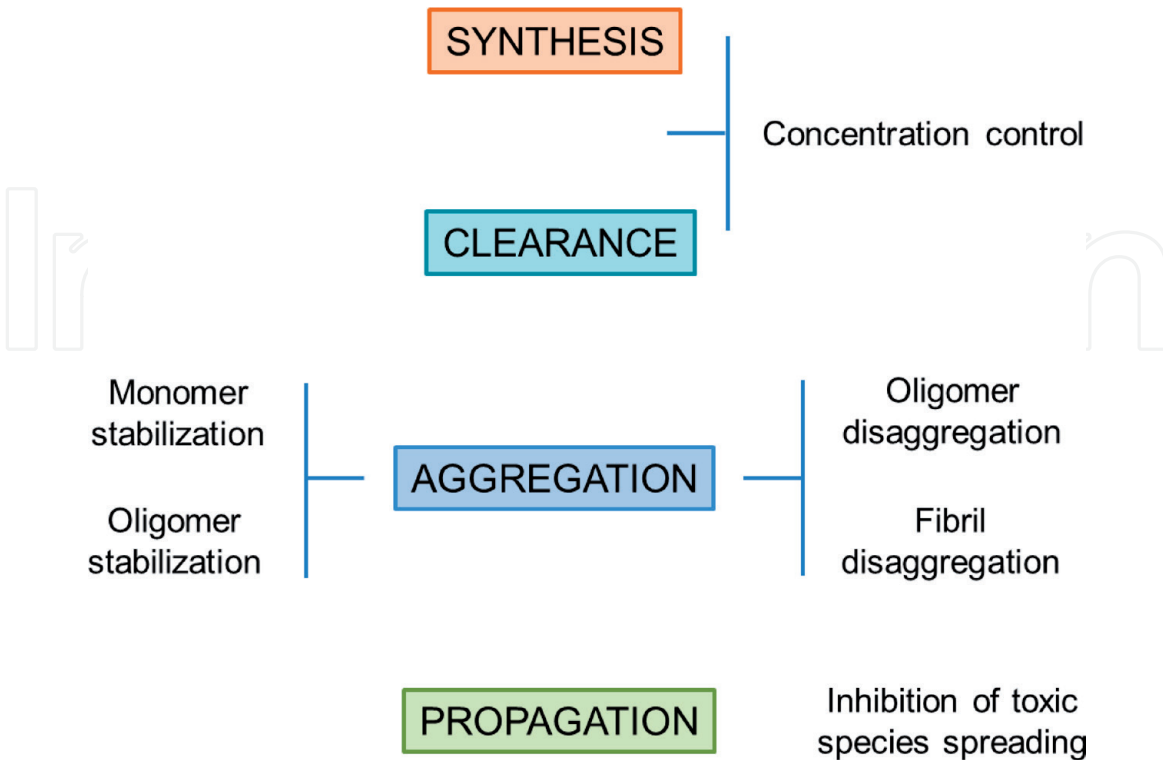 SYNTHESIS
Concentration control
CLEARANCE
Monomer
stabilization
Oligomer
stabilization
AGGREGATION
Oligomer
disaggregation
Fibril
disaggregation
PROPAGATION
Inhibition of toxic
species spreading